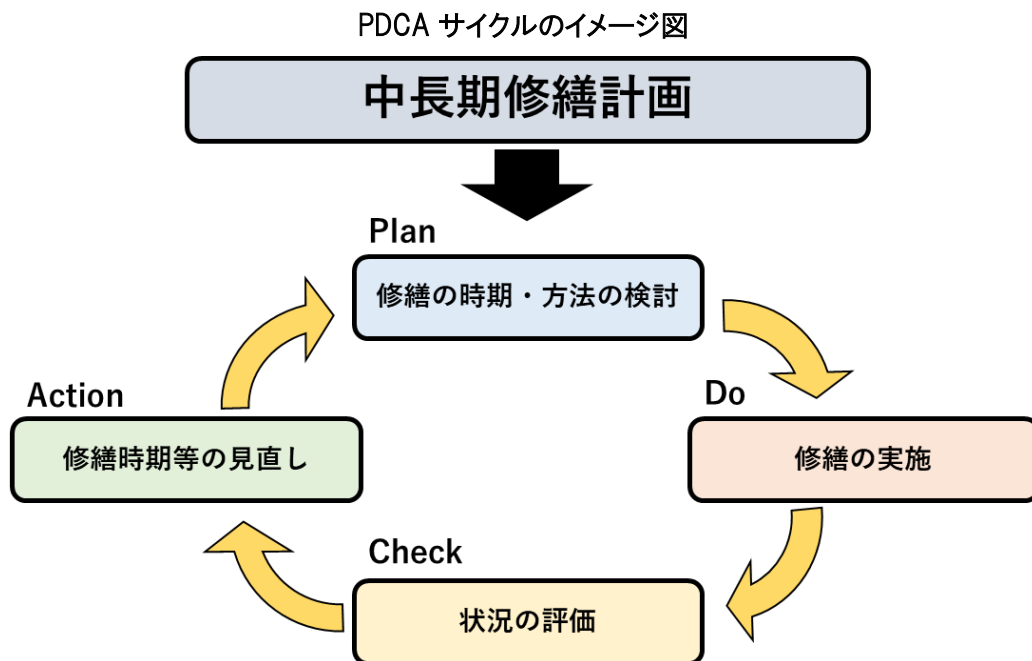 PDCA サイクルのイメージ図
中長期修繕計画
Plan
修繕の時期・方法の検討
Do
修繕の実施
Check
状況の評価
Action
修繕時期等の見直し